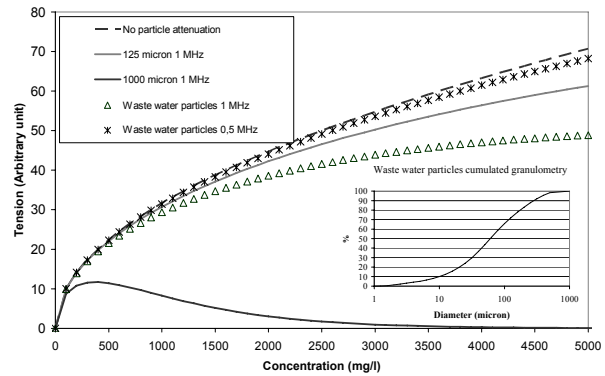 80
70
60
50
40
30
20
10
0
Tension (Arbitrary unit)
No particle attenuation
125 micron 1 MHz
1000 micron 1 MHz
Waste water particles 1 MHz
Waste water particles 0,5 MHz
Waste water particles cumulated granulometry
100
90
80
70
60
50
40
30
20
10
0
%
1 10 100 1000
Diameter (micron)
0 500 1000 1500 2000 2500 3000 3500 4000 4500 5000
Concentration (mg/l)